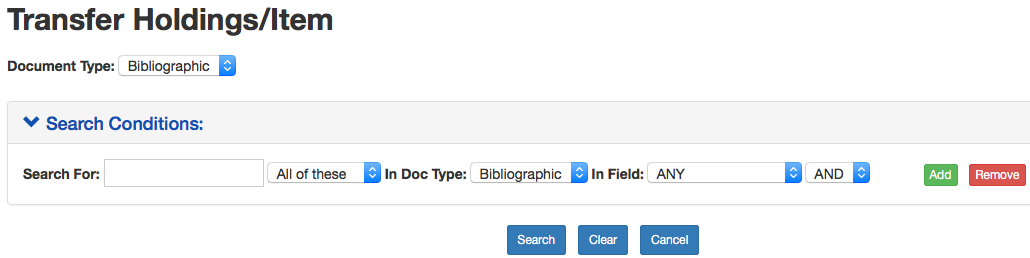 Transfer Holdings/Item
Document Type: Bibliographic
Search Conditions:
Search For: All of these In Doc Type: Bibliographic In Field: ANY AND Add Remove
Search Clear Cancel